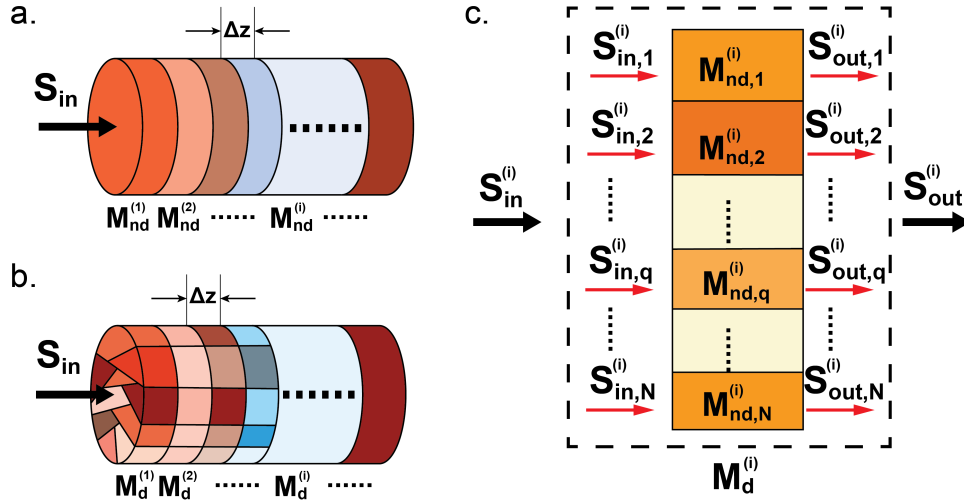 a.
Δz
S_in
M_nd^(1) M_nd^(2) ...... M_nd^(i) ......
b.
Δz
S_in
M_d^(1) M_d^(2) ...... M_d^(i) ......
c.
S_in,1^(i) M_nd,1^(i) S_out,1^(i)
S_in,2^(i) M_nd,2^(i) S_out,2^(i)
S_in^(i) S_out^(i)
S_in,q^(i) M_nd,q^(i) S_out,q^(i)
S_in,N^(i) M_nd,N^(i) S_out,N^(i)
M_d^(i)